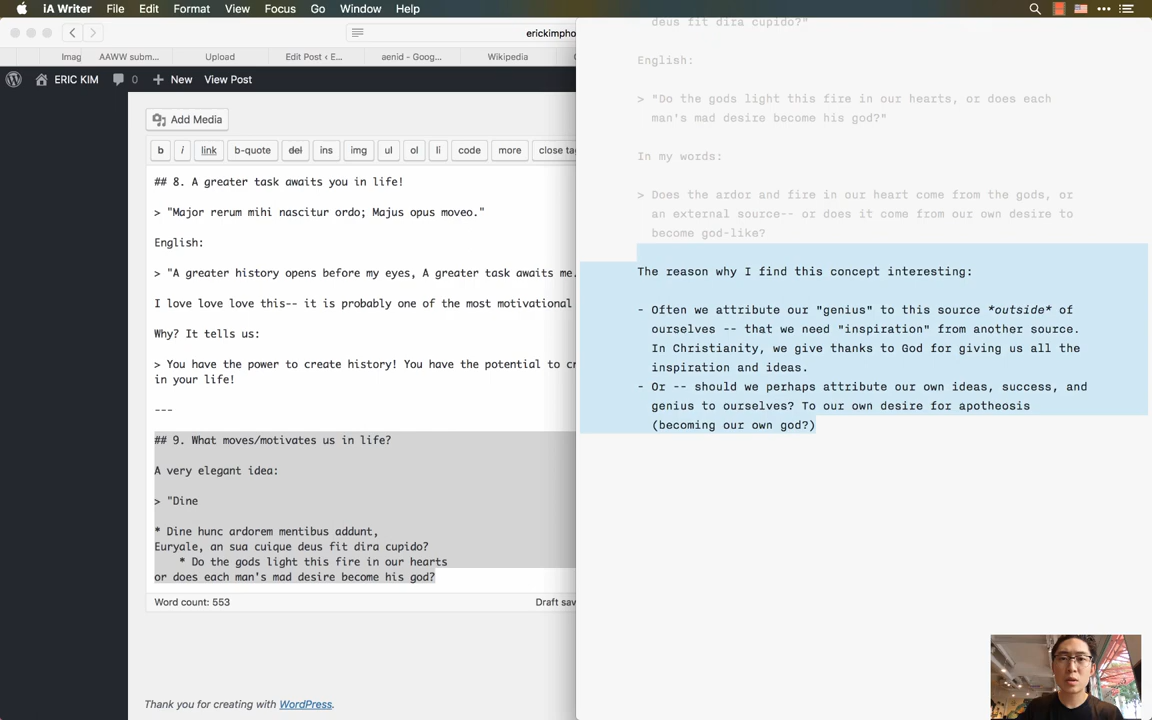 iA Writer File Edit Format View Focus Go Window Help
erickimpho
Imag AAWW subm... Upload Edit Post ‹ E... aenid - Goog... Wikipedia
ERIC KIM 0 New View Post
Add Media
b i link b-quote del ins img ul ol li code more close ta
## 8. A greater task awaits you in life!
> "Major rerum mihi nascitur ordo; Majus opus moveo."
English:
> "A greater history opens before my eyes, A greater task awaits me.
I love love love this-- it is probably one of the most motivational
Why? It tells us:
> You have the power to create history! You have the potential to cr
in your life!
---
## 9. What moves/motivates us in life?
A very elegant idea:
> "Dine
* Dine hunc ardorem mentibus addunt,
Euryale, an sua cuique deus fit dira cupido?
* Do the gods light this fire in our hearts
or does each man's mad desire become his god?
Word count: 553 Draft sav
Thank you for creating with WordPress.
deus fit dira cupido?"
English:
> "Do the gods light this fire in our hearts, or does each
man's mad desire become his god?"
In my words:
> Does the ardor and fire in our heart come from the gods, or
an external source-- or does it come from our own desire to
become god-like?
The reason why I find this concept interesting:
- Often we attribute our "genius" to this source *outside* of
ourselves -- that we need "inspiration" from another source.
In Christianity, we give thanks to God for giving us all the
inspiration and ideas.
- Or -- should we perhaps attribute our own ideas, success, and
genius to ourselves? To our own desire for apotheosis
(becoming our own god?)